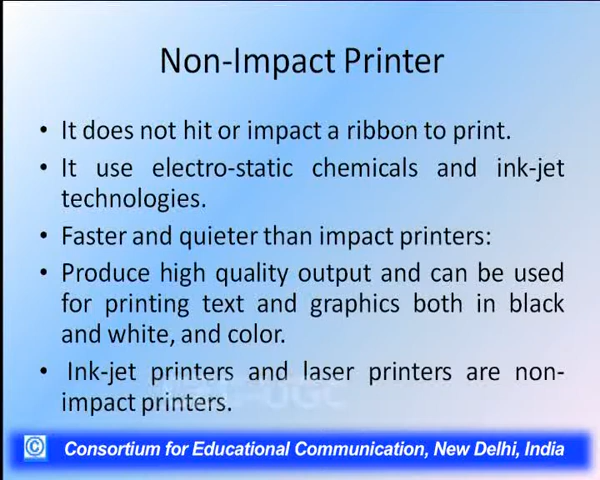 Non-Impact Printer
• It does not hit or impact a ribbon to print.
• It use electro-static chemicals and ink-jet
technologies.
• Faster and quieter than impact printers:
• Produce high quality output and can be used
for printing text and graphics both in black
and white, and color.
• Ink-jet printers and laser printers are non-
impact printers.
© Consortium for Educational Communication, New Delhi, India